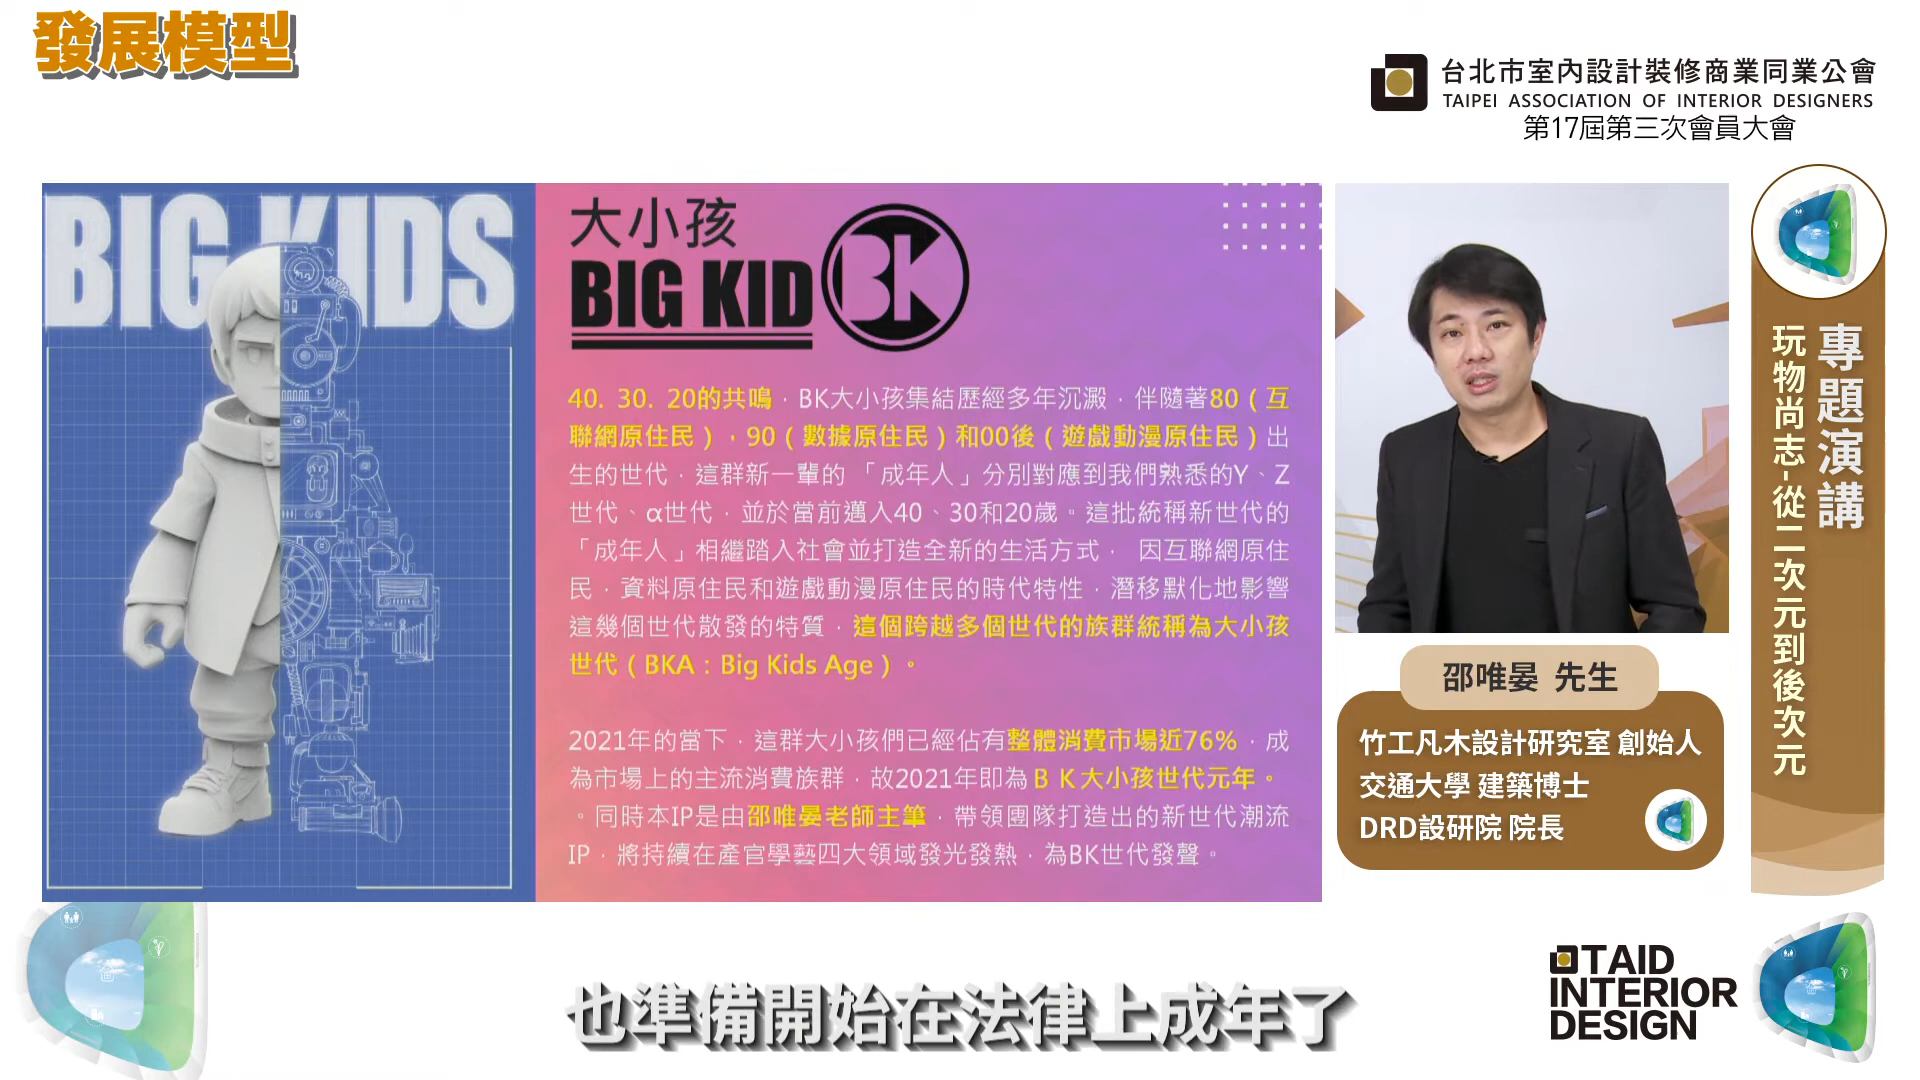 發展模型
台北市室內設計裝修商業同業公會
TAIPEI ASSOCIATION OF INTERIOR DESIGNERS
第17屆第三次會員大會
BIG KIDS
大小孩
BIG KID
BK
40. 30. 20的共鳴，BK大小孩集結歷經多年沉澱，伴隨著80（互
聯網原住民），90（數據原住民）和00後（遊戲動漫原住民）出
生的世代，這群新一輩的「成年人」分別對應到我們熟悉的Y、Z
世代、α世代，並於當前邁入40、30和20歲。這批統稱新世代的
「成年人」相繼踏入社會並打造全新的生活方式， 因互聯網原住
民，資料原住民和遊戲動漫原住民的時代特性，潛移默化地影響
這幾個世代散發的特質，這個跨越多個世代的族群統稱為大小孩
世代（BKA：Big Kids Age）。
2021年的當下，這群大小孩們已經佔有整體消費市場近76%，成
為市場上的主流消費族群，故2021年即為ＢＫ大小孩世代元年。
。同時本IP是由邵唯晏老師主筆，帶領團隊打造出的新世代潮流
IP，將持續在產官學藝四大領域發光發熱，為BK世代發聲。
邵唯晏 先生
竹工凡木設計研究室 創始人
交通大學 建築博士
DRD設研院 院長
專題演講
玩物尚志-從二次元到後次元
TAID
INTERIOR
DESIGN
也準備開始在法律上成年了